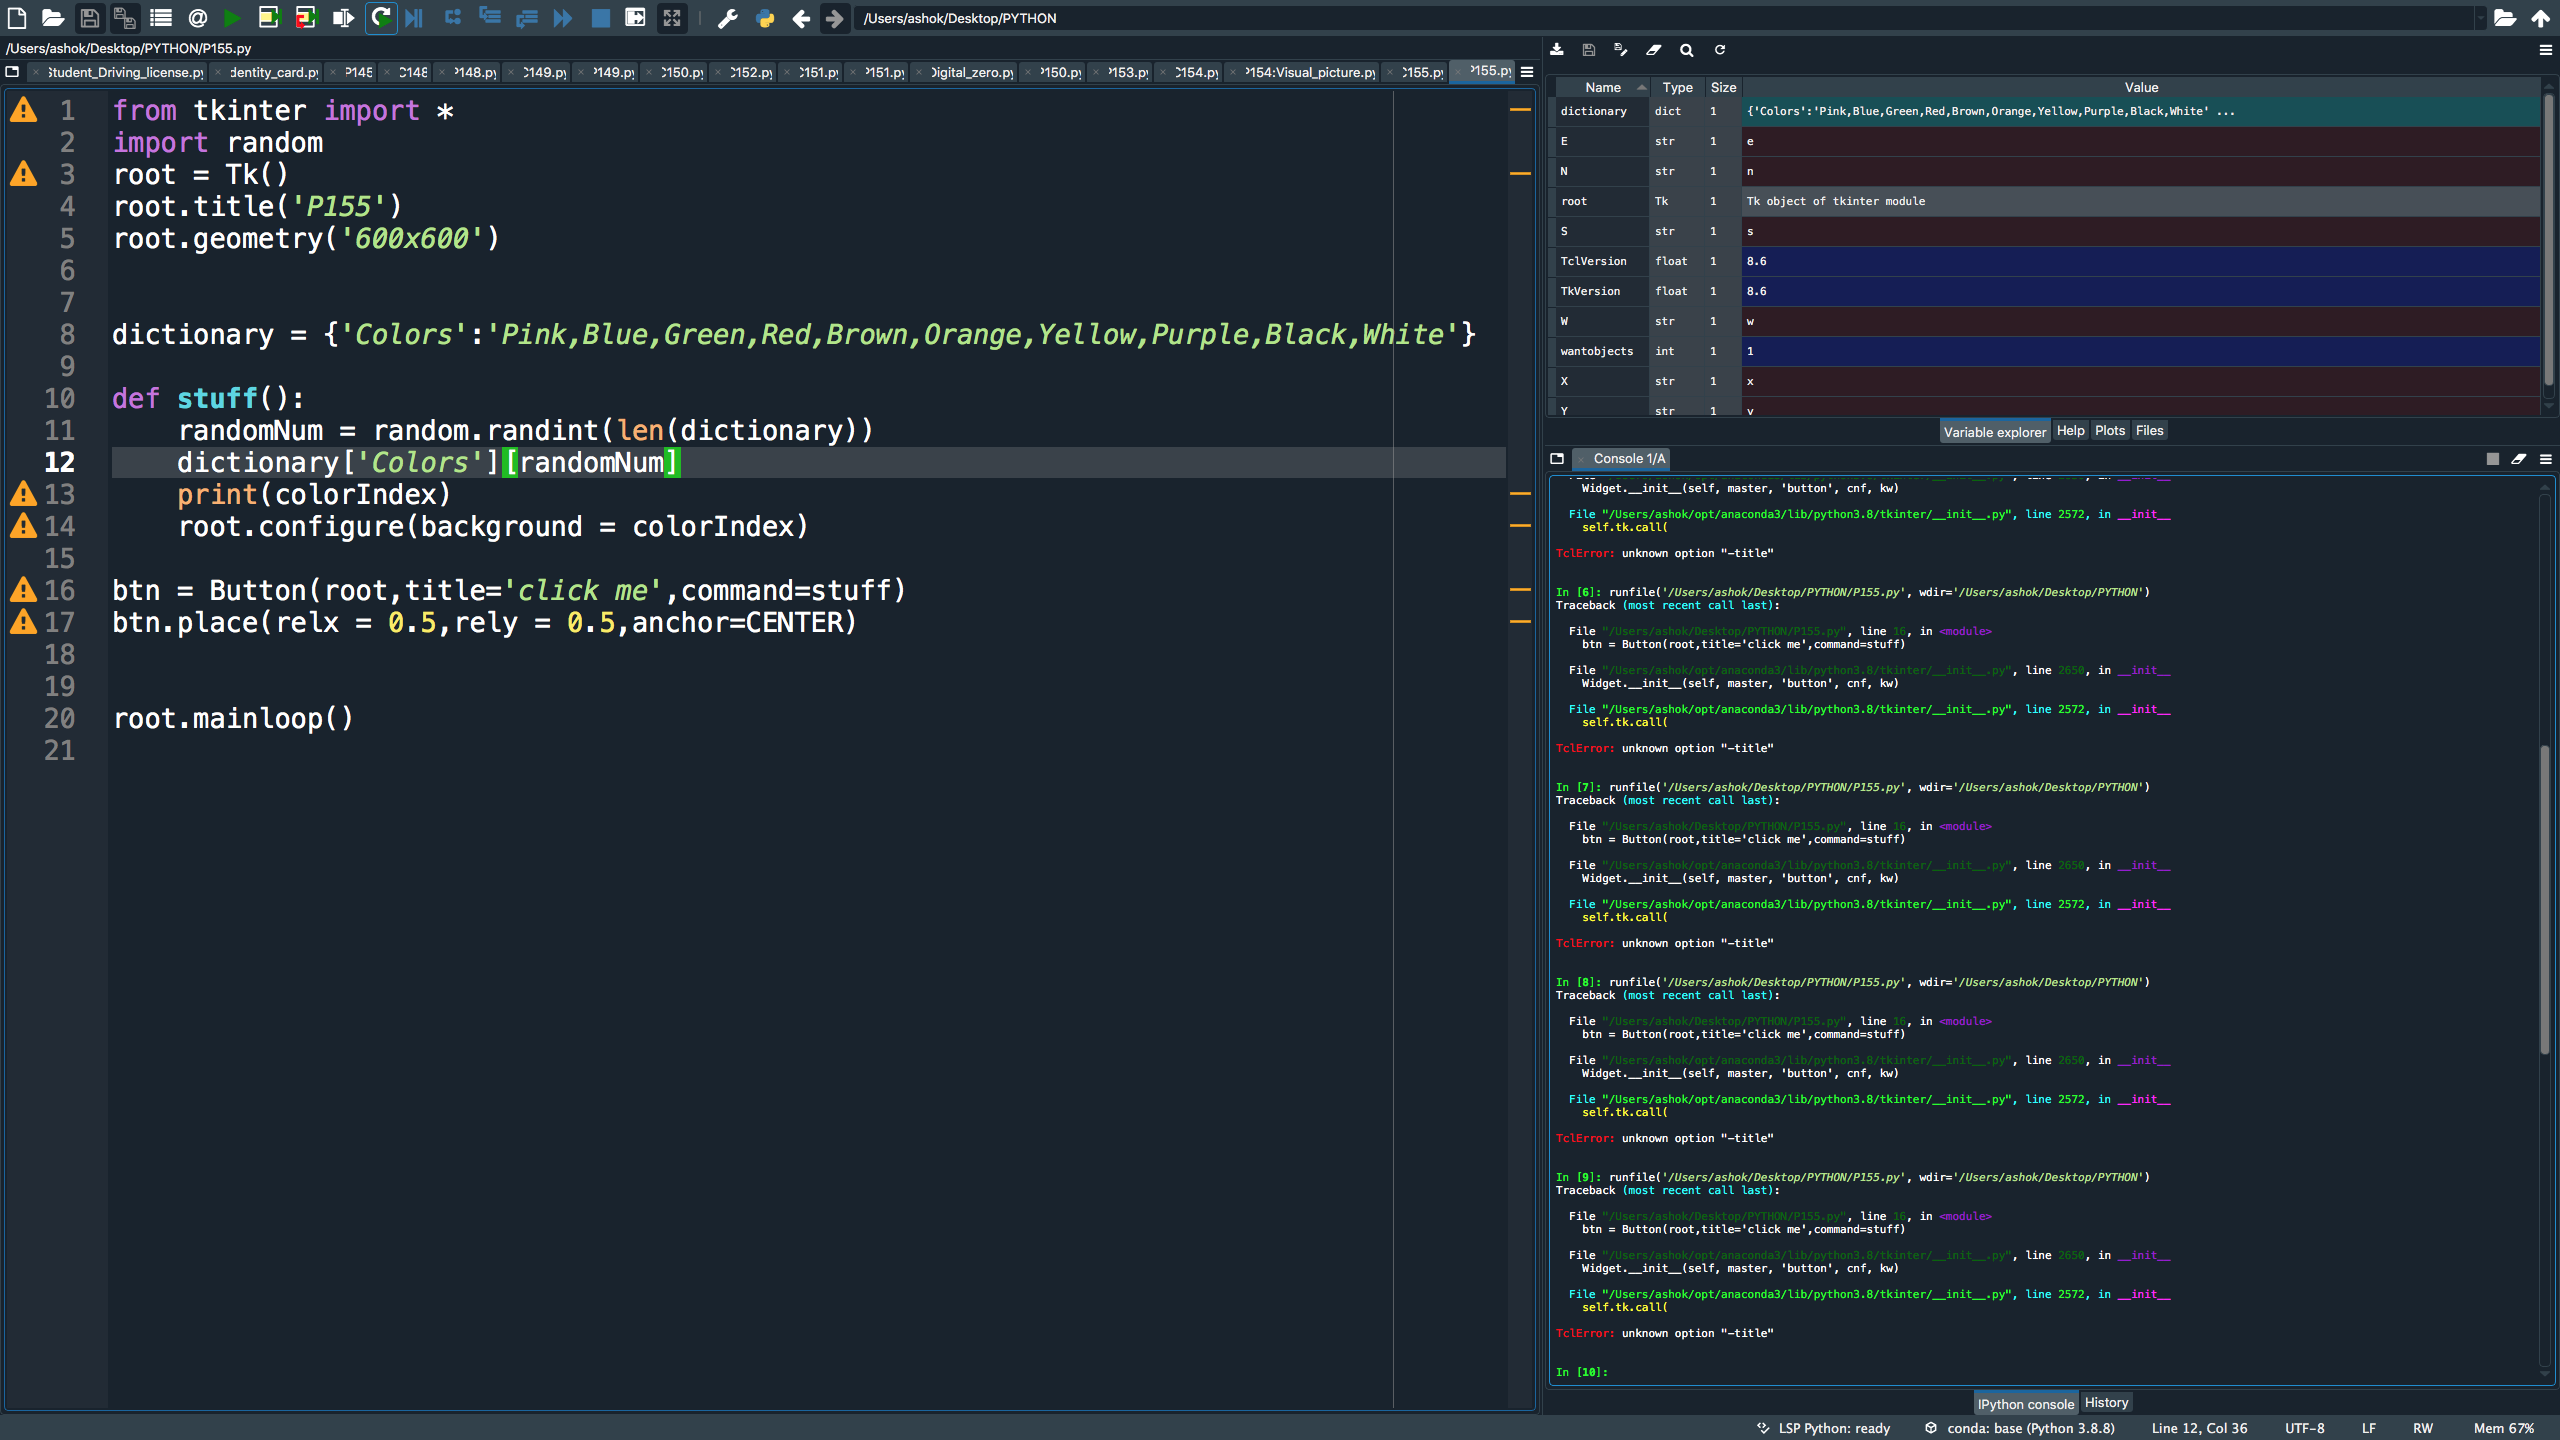 /Users/ashok/Desktop/PYTHON
/Users/ashok/Desktop/PYTHON/P155.py
Student_Driving_license.py dentity_card.py P145 C148 P148.py C149.py P149.py C150.py C152.py C151.py P151.py Digital_zero.py P150.py P153.py C154.py P154:Visual_picture.py C155.py P155.py
1 from tkinter import *
2 import random
3 root = Tk()
4 root.title('P155')
5 root.geometry('600x600')
6
7
8 dictionary = {'Colors':'Pink,Blue,Green,Red,Brown,Orange,Yellow,Purple,Black,White'}
9
10 def stuff():
11 randomNum = random.randint(len(dictionary))
12 dictionary['Colors'][randomNum]
13 print(colorIndex)
14 root.configure(background = colorIndex)
15
16 btn = Button(root,title='click me',command=stuff)
17 btn.place(relx = 0.5,rely = 0.5,anchor=CENTER)
18
19
20 root.mainloop()
21
Name Type Size Value
dictionary dict 1 {'Colors':'Pink,Blue,Green,Red,Brown,Orange,Yellow,Purple,Black,White' ...
E str 1 e
N str 1 n
root Tk 1 Tk object of tkinter module
S str 1 s
TclVersion float 1 8.6
TkVersion float 1 8.6
W str 1 w
wantobjects int 1 1
X str 1 x
Y str 1 y
Variable explorer Help Plots Files
Console 1/A
Widget.__init__(self, master, 'button', cnf, kw)
File "/Users/ashok/opt/anaconda3/lib/python3.8/tkinter/__init__.py", line 2572, in __init__
self.tk.call(
TclError: unknown option "-title"
In [6]: runfile('/Users/ashok/Desktop/PYTHON/P155.py', wdir='/Users/ashok/Desktop/PYTHON')
Traceback (most recent call last):
File "/Users/ashok/Desktop/PYTHON/P155.py", line 16, in <module>
btn = Button(root,title='click me',command=stuff)
File "/Users/ashok/opt/anaconda3/lib/python3.8/tkinter/__init__.py", line 2650, in __init__
Widget.__init__(self, master, 'button', cnf, kw)
File "/Users/ashok/opt/anaconda3/lib/python3.8/tkinter/__init__.py", line 2572, in __init__
self.tk.call(
TclError: unknown option "-title"
In [7]: runfile('/Users/ashok/Desktop/PYTHON/P155.py', wdir='/Users/ashok/Desktop/PYTHON')
Traceback (most recent call last):
File "/Users/ashok/Desktop/PYTHON/P155.py", line 16, in <module>
btn = Button(root,title='click me',command=stuff)
File "/Users/ashok/opt/anaconda3/lib/python3.8/tkinter/__init__.py", line 2650, in __init__
Widget.__init__(self, master, 'button', cnf, kw)
File "/Users/ashok/opt/anaconda3/lib/python3.8/tkinter/__init__.py", line 2572, in __init__
self.tk.call(
TclError: unknown option "-title"
In [8]: runfile('/Users/ashok/Desktop/PYTHON/P155.py', wdir='/Users/ashok/Desktop/PYTHON')
Traceback (most recent call last):
File "/Users/ashok/Desktop/PYTHON/P155.py", line 16, in <module>
btn = Button(root,title='click me',command=stuff)
File "/Users/ashok/opt/anaconda3/lib/python3.8/tkinter/__init__.py", line 2650, in __init__
Widget.__init__(self, master, 'button', cnf, kw)
File "/Users/ashok/opt/anaconda3/lib/python3.8/tkinter/__init__.py", line 2572, in __init__
self.tk.call(
TclError: unknown option "-title"
In [9]: runfile('/Users/ashok/Desktop/PYTHON/P155.py', wdir='/Users/ashok/Desktop/PYTHON')
Traceback (most recent call last):
File "/Users/ashok/Desktop/PYTHON/P155.py", line 16, in <module>
btn = Button(root,title='click me',command=stuff)
File "/Users/ashok/opt/anaconda3/lib/python3.8/tkinter/__init__.py", line 2650, in __init__
Widget.__init__(self, master, 'button', cnf, kw)
File "/Users/ashok/opt/anaconda3/lib/python3.8/tkinter/__init__.py", line 2572, in __init__
self.tk.call(
TclError: unknown option "-title"
In [10]:
IPython console History
LSP Python: ready conda: base (Python 3.8.8) Line 12, Col 36 UTF-8 LF RW Mem 67%